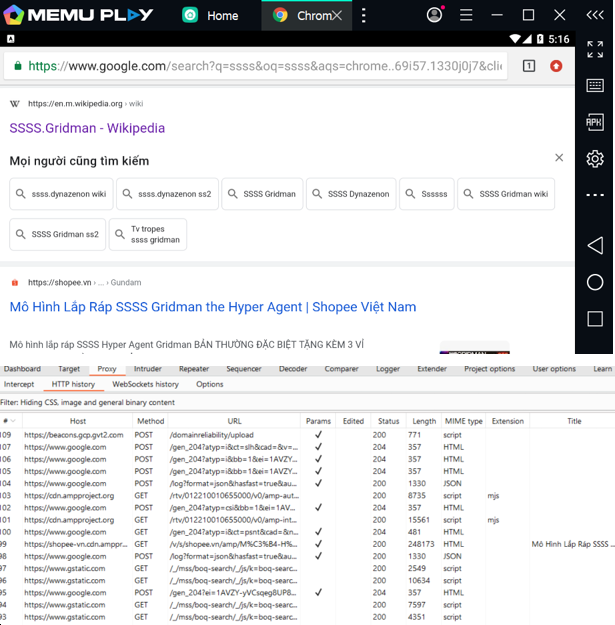 MEMU PLAY Home Chrom
A 5:16
https://www.google.com/search?q=ssss&oq=ssss&aqs=chrome..69i57.1330j0j7&clie 1
W https://en.m.wikipedia.org › wiki
SSSS.Gridman - Wikipedia
Mọi người cũng tìm kiếm
ssss.dynazenon wiki ssss.dynazenon ss2 SSSS Gridman SSSS Dynazenon Ssssss SSSS Gridman wiki
SSSS Gridman ss2 Tv tropes
ssss gridman
https://shopee.vn › ... › Gundam
Mô Hình Lắp Ráp SSSS Gridman the Hyper Agent | Shopee Việt Nam
Mô hình lắp ráp SSSS Hyper Agent Gridman BẢN THƯỜNG ĐẶC BIỆT TẶNG KÈM 3 VÍ
APK
Dashboard Target Proxy Intruder Repeater Sequencer Decoder Comparer Logger Extender Project options User options Learn
Intercept HTTP history WebSockets history Options
Filter: Hiding CSS, image and general binary content
# Host Method URL Params Edited Status Length MIME type Extension Title
109 https://beacons.gcp.gvt2.com POST /domainreliability/upload ✓ 200 771 script
107 https://www.google.com POST /gen_204?atyp=i&ct=slh&cad=&v=... ✓ 204 357 HTML
106 https://www.google.com POST /gen_204?atyp=i&bb=1&ei=1AVZY... ✓ 204 357 HTML
105 https://www.google.com POST /gen_204?atyp=i&bb=1&ei=1AVZY... ✓ 204 357 HTML
104 https://www.google.com POST /log?format=json&hasfast=true&au... ✓ 200 1330 JSON
103 https://cdn.ampproject.org GET /rtv/012210010655000/v0/amp-aut... 200 8735 script mjs
102 https://www.google.com POST /gen_204?atyp=csi&bb=1&ei=1AV... ✓ 204 357 HTML
101 https://cdn.ampproject.org GET /rtv/012210010655000/v0/amp-int... 200 15561 script mjs
100 https://www.google.com GET /gen_204?atyp=i&ct=psnt&cad=&n... ✓ 204 481 HTML
99 https://shopee-vn.cdn.amppr... GET /v/s/shopee.vn/amp/M%C3%B4-H%... ✓ 200 248173 HTML Mô Hình Lắp Ráp SSSS ...
98 https://www.google.com POST /log?format=json&hasfast=true&au... ✓ 200 1330 JSON
97 https://www.gstatic.com GET /_/mss/boq-search/_/js/k=boq-sear... 200 2549 script
96 https://www.gstatic.com GET /_/mss/boq-search/_/js/k=boq-sear... 200 10634 script
95 https://www.google.com POST /gen_204?ei=1AVZY-yVCsqeg8UP8... ✓ 204 357 HTML
94 https://www.gstatic.com GET /_/mss/boq-search/_/js/k=boq-sear... 200 7597 script
93 https://www.gstatic.com GET /_/mss/boq-search/_/js/k=boq-sear... 200 4351 script